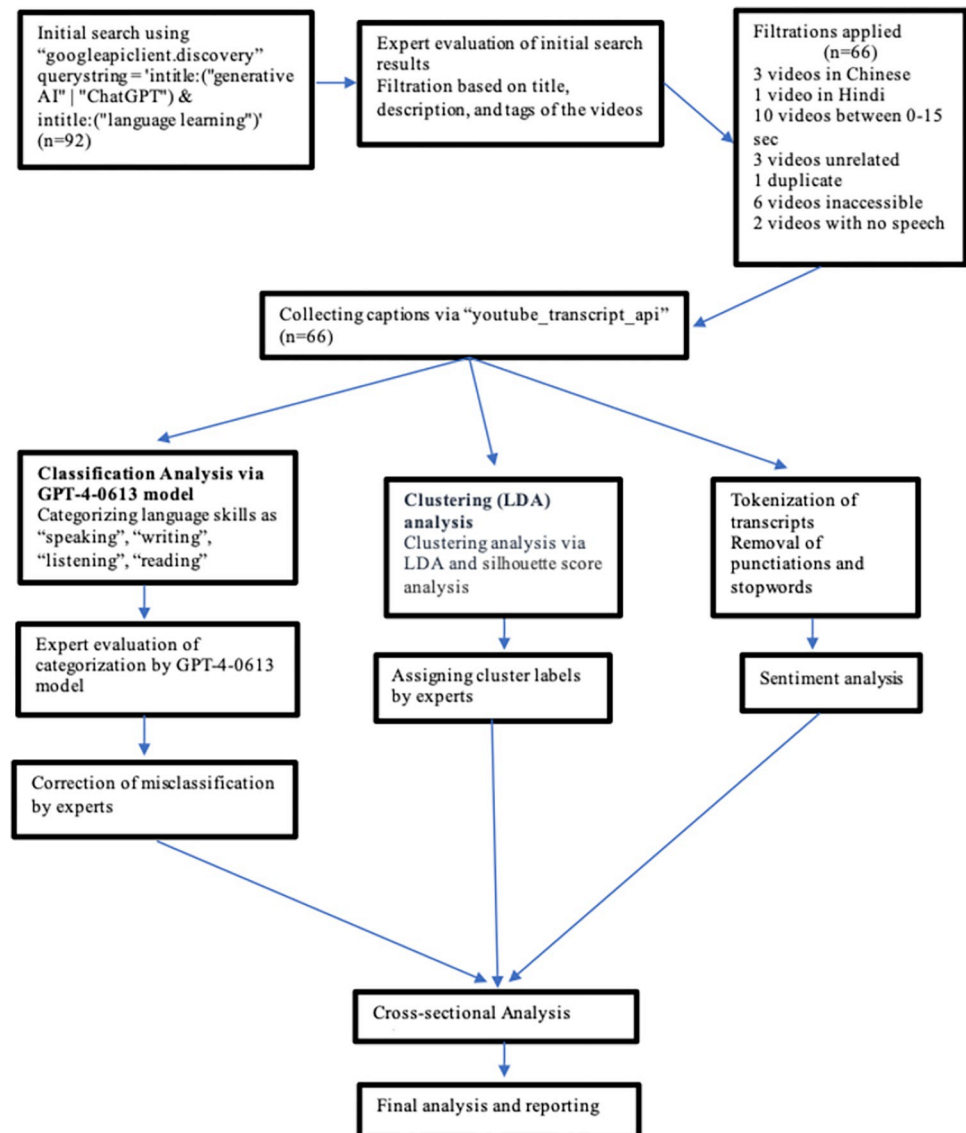 Initial search using
“googleapiclient.discovery”
querystring = 'intitle:("generative
AI" | "ChatGPT") &
intitle:("language learning")'
(n=92)
Expert evaluation of initial search
results
Filtration based on title,
description, and tags of the videos
Filtrations applied
(n=66)
3 videos in Chinese
1 video in Hindi
10 videos between 0-15
sec
3 videos unrelated
1 duplicate
6 videos inaccessible
2 videos with no speech
Collecting captions via “youtube_transcript_api”
(n=66)
Classification Analysis via
GPT-4-0613 model
Categorizing language skills as
“speaking”, “writing”,
“listening”, “reading”
Clustering (LDA)
analysis
Clustering analysis via
LDA and silhouette score
analysis
Tokenization of
transcripts
Removal of
punctiations and
stopwords
Expert evaluation of
categorization by GPT-4-0613
model
Assigning cluster labels
by experts
Sentiment analysis
Correction of misclassification
by experts
Cross-sectional Analysis
Final analysis and reporting